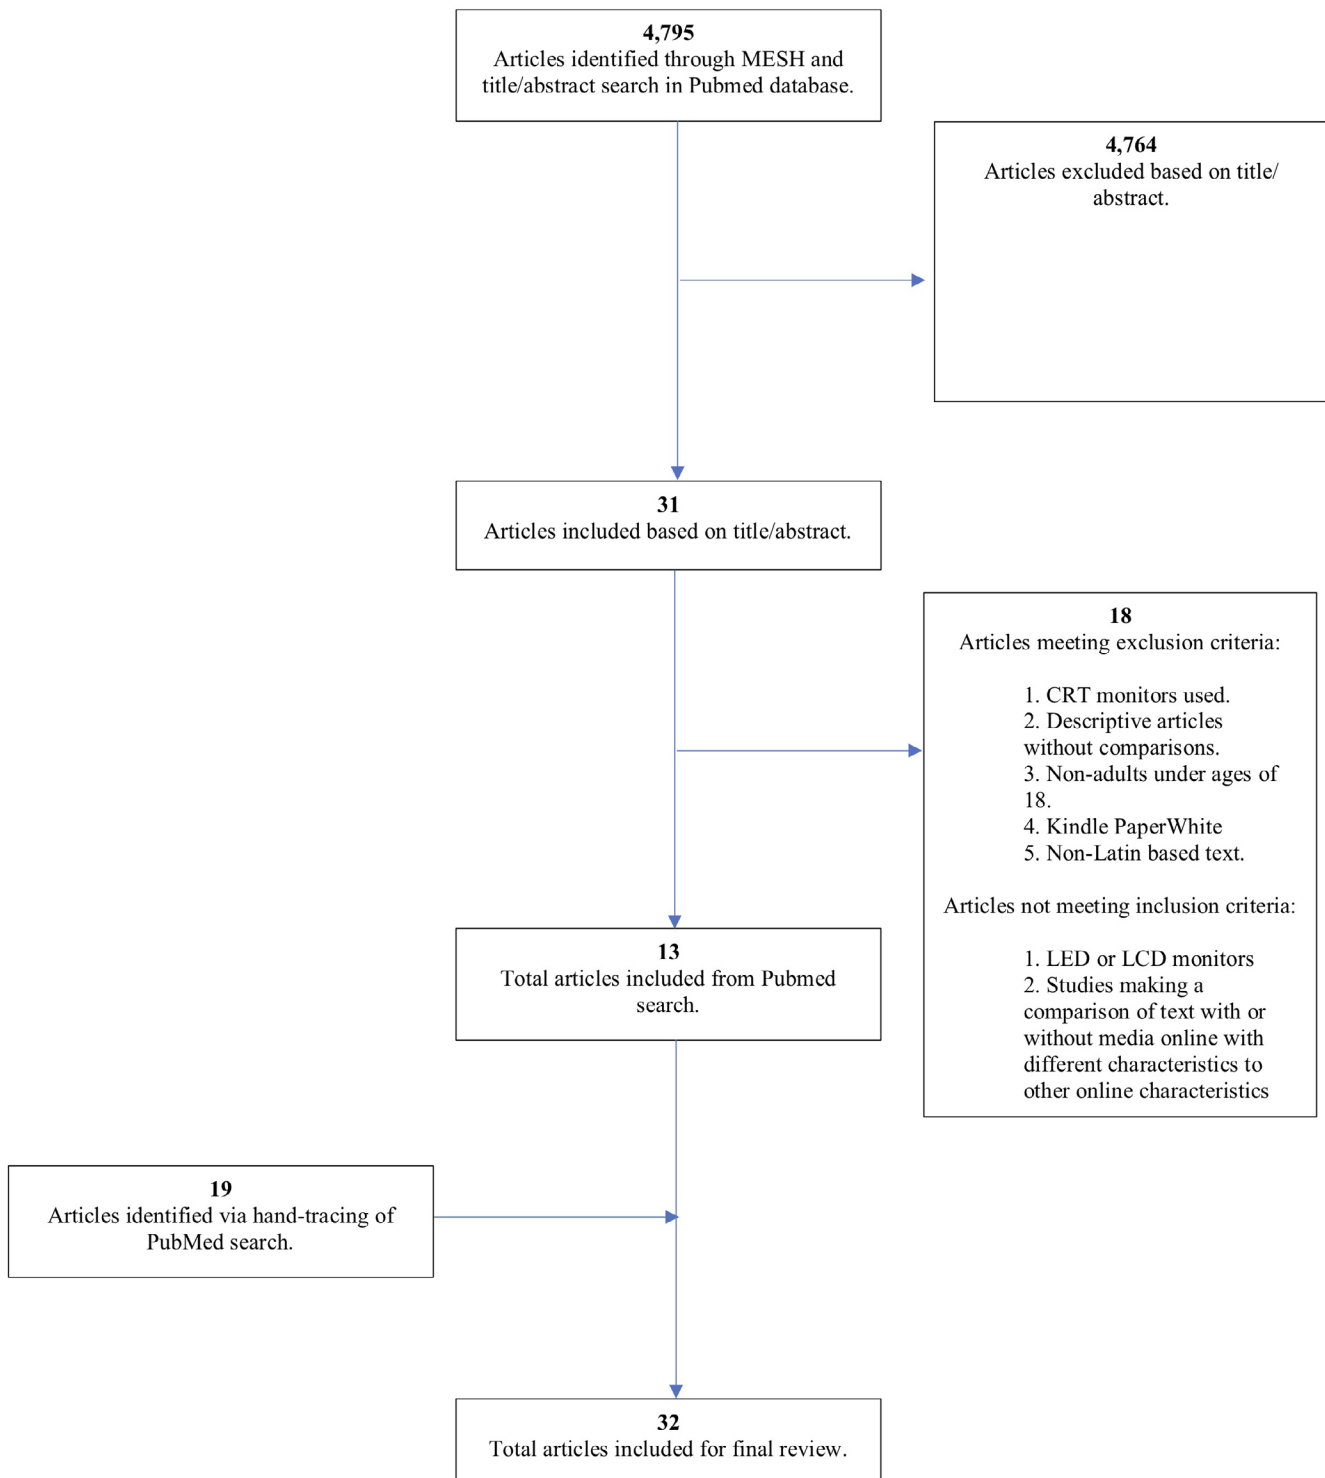 4,795
Articles identified through MESH and
title/abstract search in Pubmed database.
4,764
Articles excluded based on title/
abstract.
31
Articles included based on title/abstract.
18
Articles meeting exclusion criteria:
1. CRT monitors used.
2. Descriptive articles
without comparisons.
3. Non-adults under ages of
18.
4. Kindle PaperWhite
5. Non-Latin based text.
Articles not meeting inclusion criteria:
1. LED or LCD monitors
2. Studies making a
comparison of text with or
without media online with
different characteristics to
other online characteristics
13
Total articles included from Pubmed
search.
19
Articles identified via hand-tracing of
PubMed search.
32
Total articles included for final review.